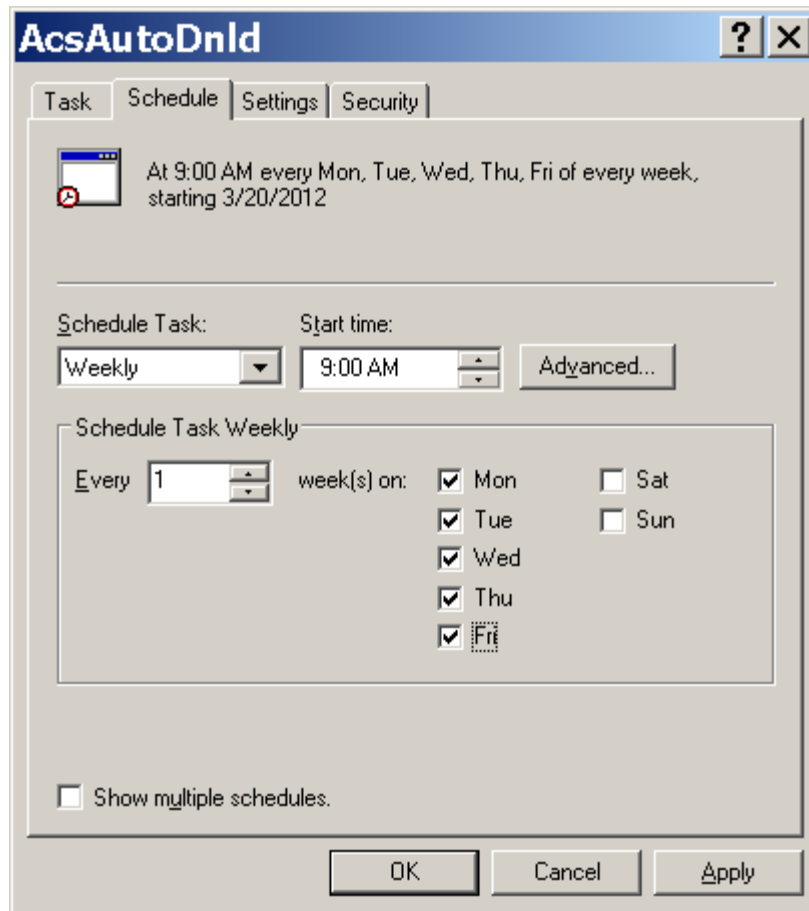 AcsAutoDnld
Task Schedule Settings Security
At 9:00 AM every Mon, Tue, Wed, Thu, Fri of every week,
starting 3/20/2012
Schedule Task: Start time:
Weekly 9:00 AM Advanced...
Schedule Task Weekly
Every 1 week(s) on: Mon Sat
Tue Sun
Wed
Thu
Fri
Show multiple schedules.
OK Cancel Apply